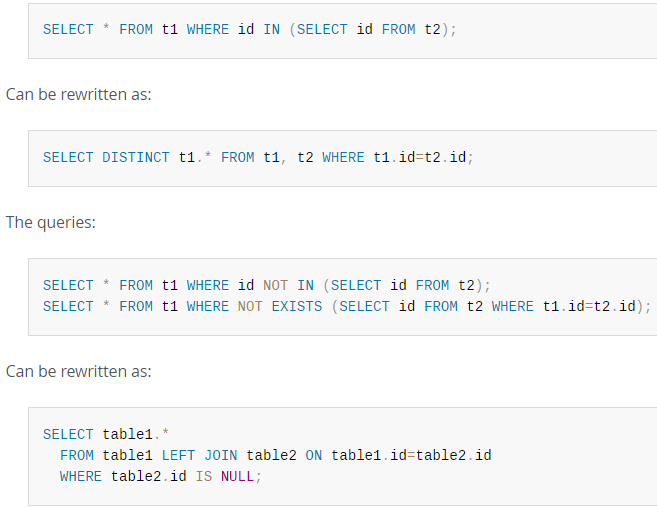 SELECT * FROM t1 WHERE id IN (SELECT id FROM t2);
Can be rewritten as:
SELECT DISTINCT t1.* FROM t1, t2 WHERE t1.id=t2.id;
The queries:
SELECT * FROM t1 WHERE id NOT IN (SELECT id FROM t2);
SELECT * FROM t1 WHERE NOT EXISTS (SELECT id FROM t2 WHERE t1.id=t2.id);
Can be rewritten as:
SELECT table1.*
  FROM table1 LEFT JOIN table2 ON table1.id=table2.id
  WHERE table2.id IS NULL;